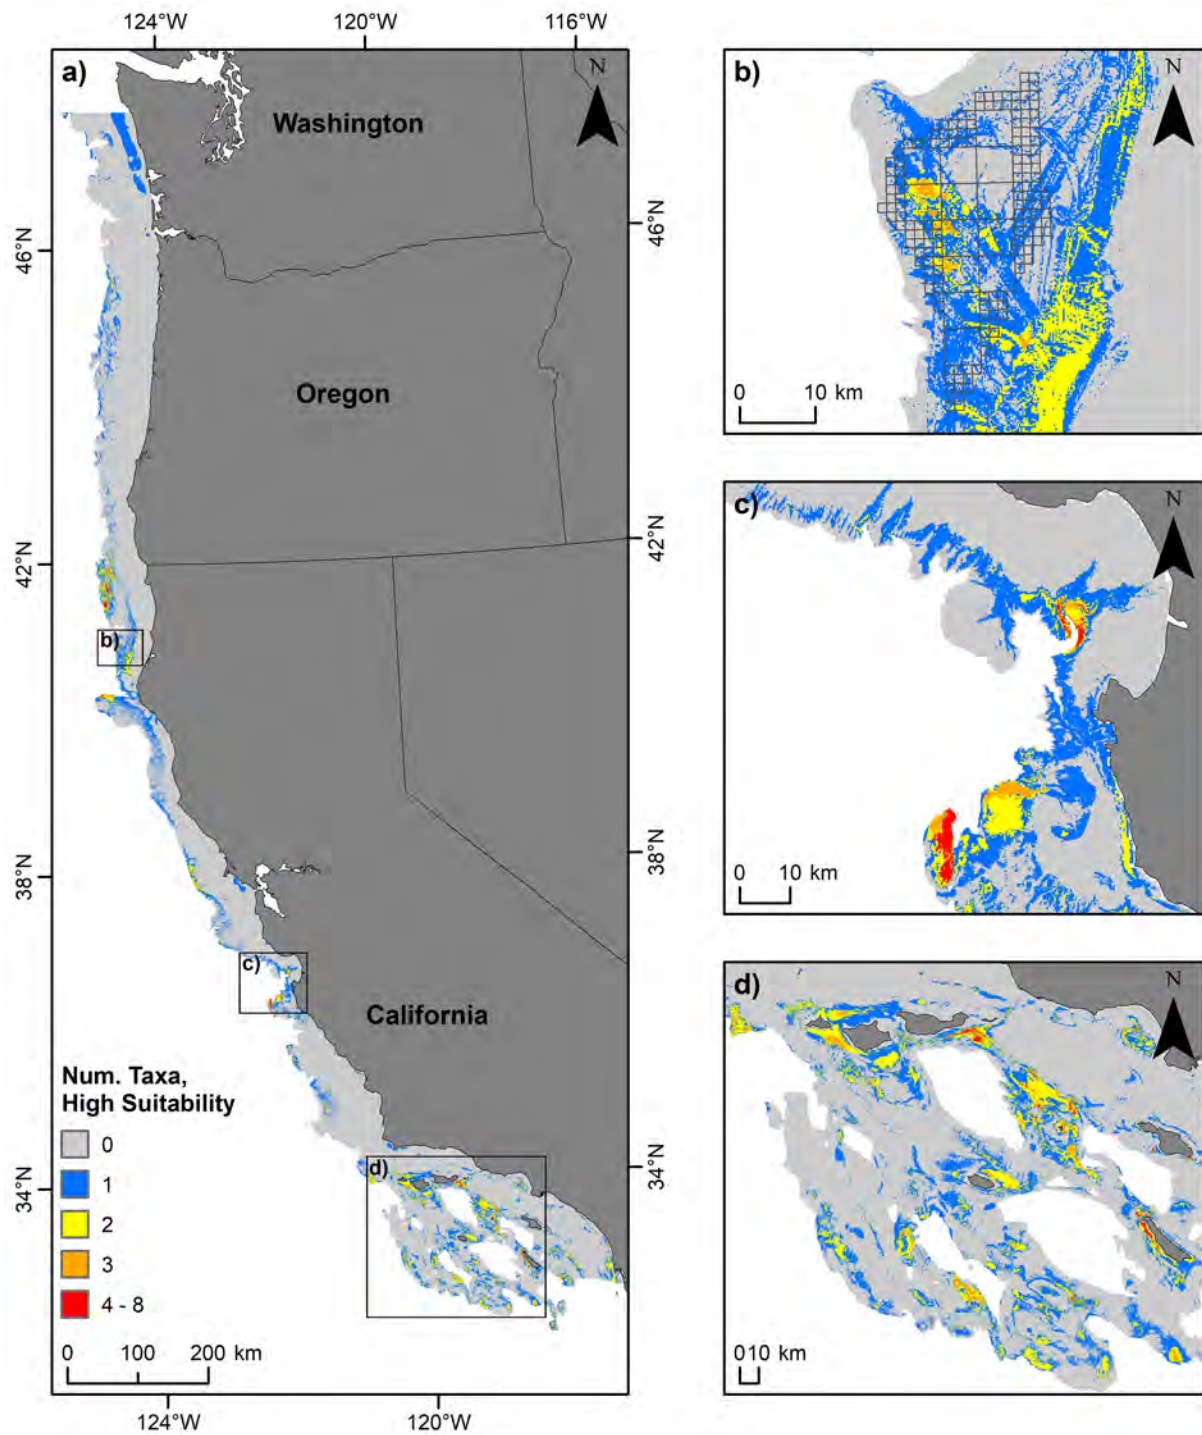 124°W
120°W
116°W
a)
N
Washington
46°N
46°N
Oregon
42°N
42°N
b)
38°N
38°N
c)
California
Num. Taxa,
High Suitability
0
1
2
3
4 - 8
34°N
34°N
d)
0 100 200 km
124°W
120°W
b)
N
0 10 km
c)
N
0 10 km
d)
N
010 km